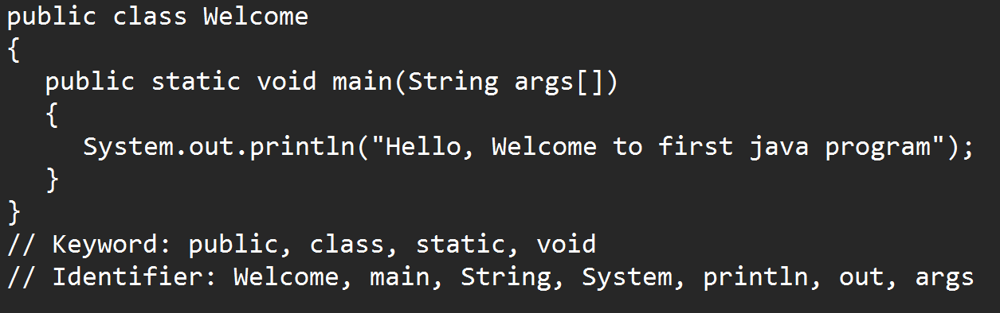 public class Welcome
{
public static void main(String args[])
{
System.out.println("Hello, Welcome to first java program");
}
}
// Keyword: public, class, static, void
// Identifier: Welcome, main, String, System, println, out, args